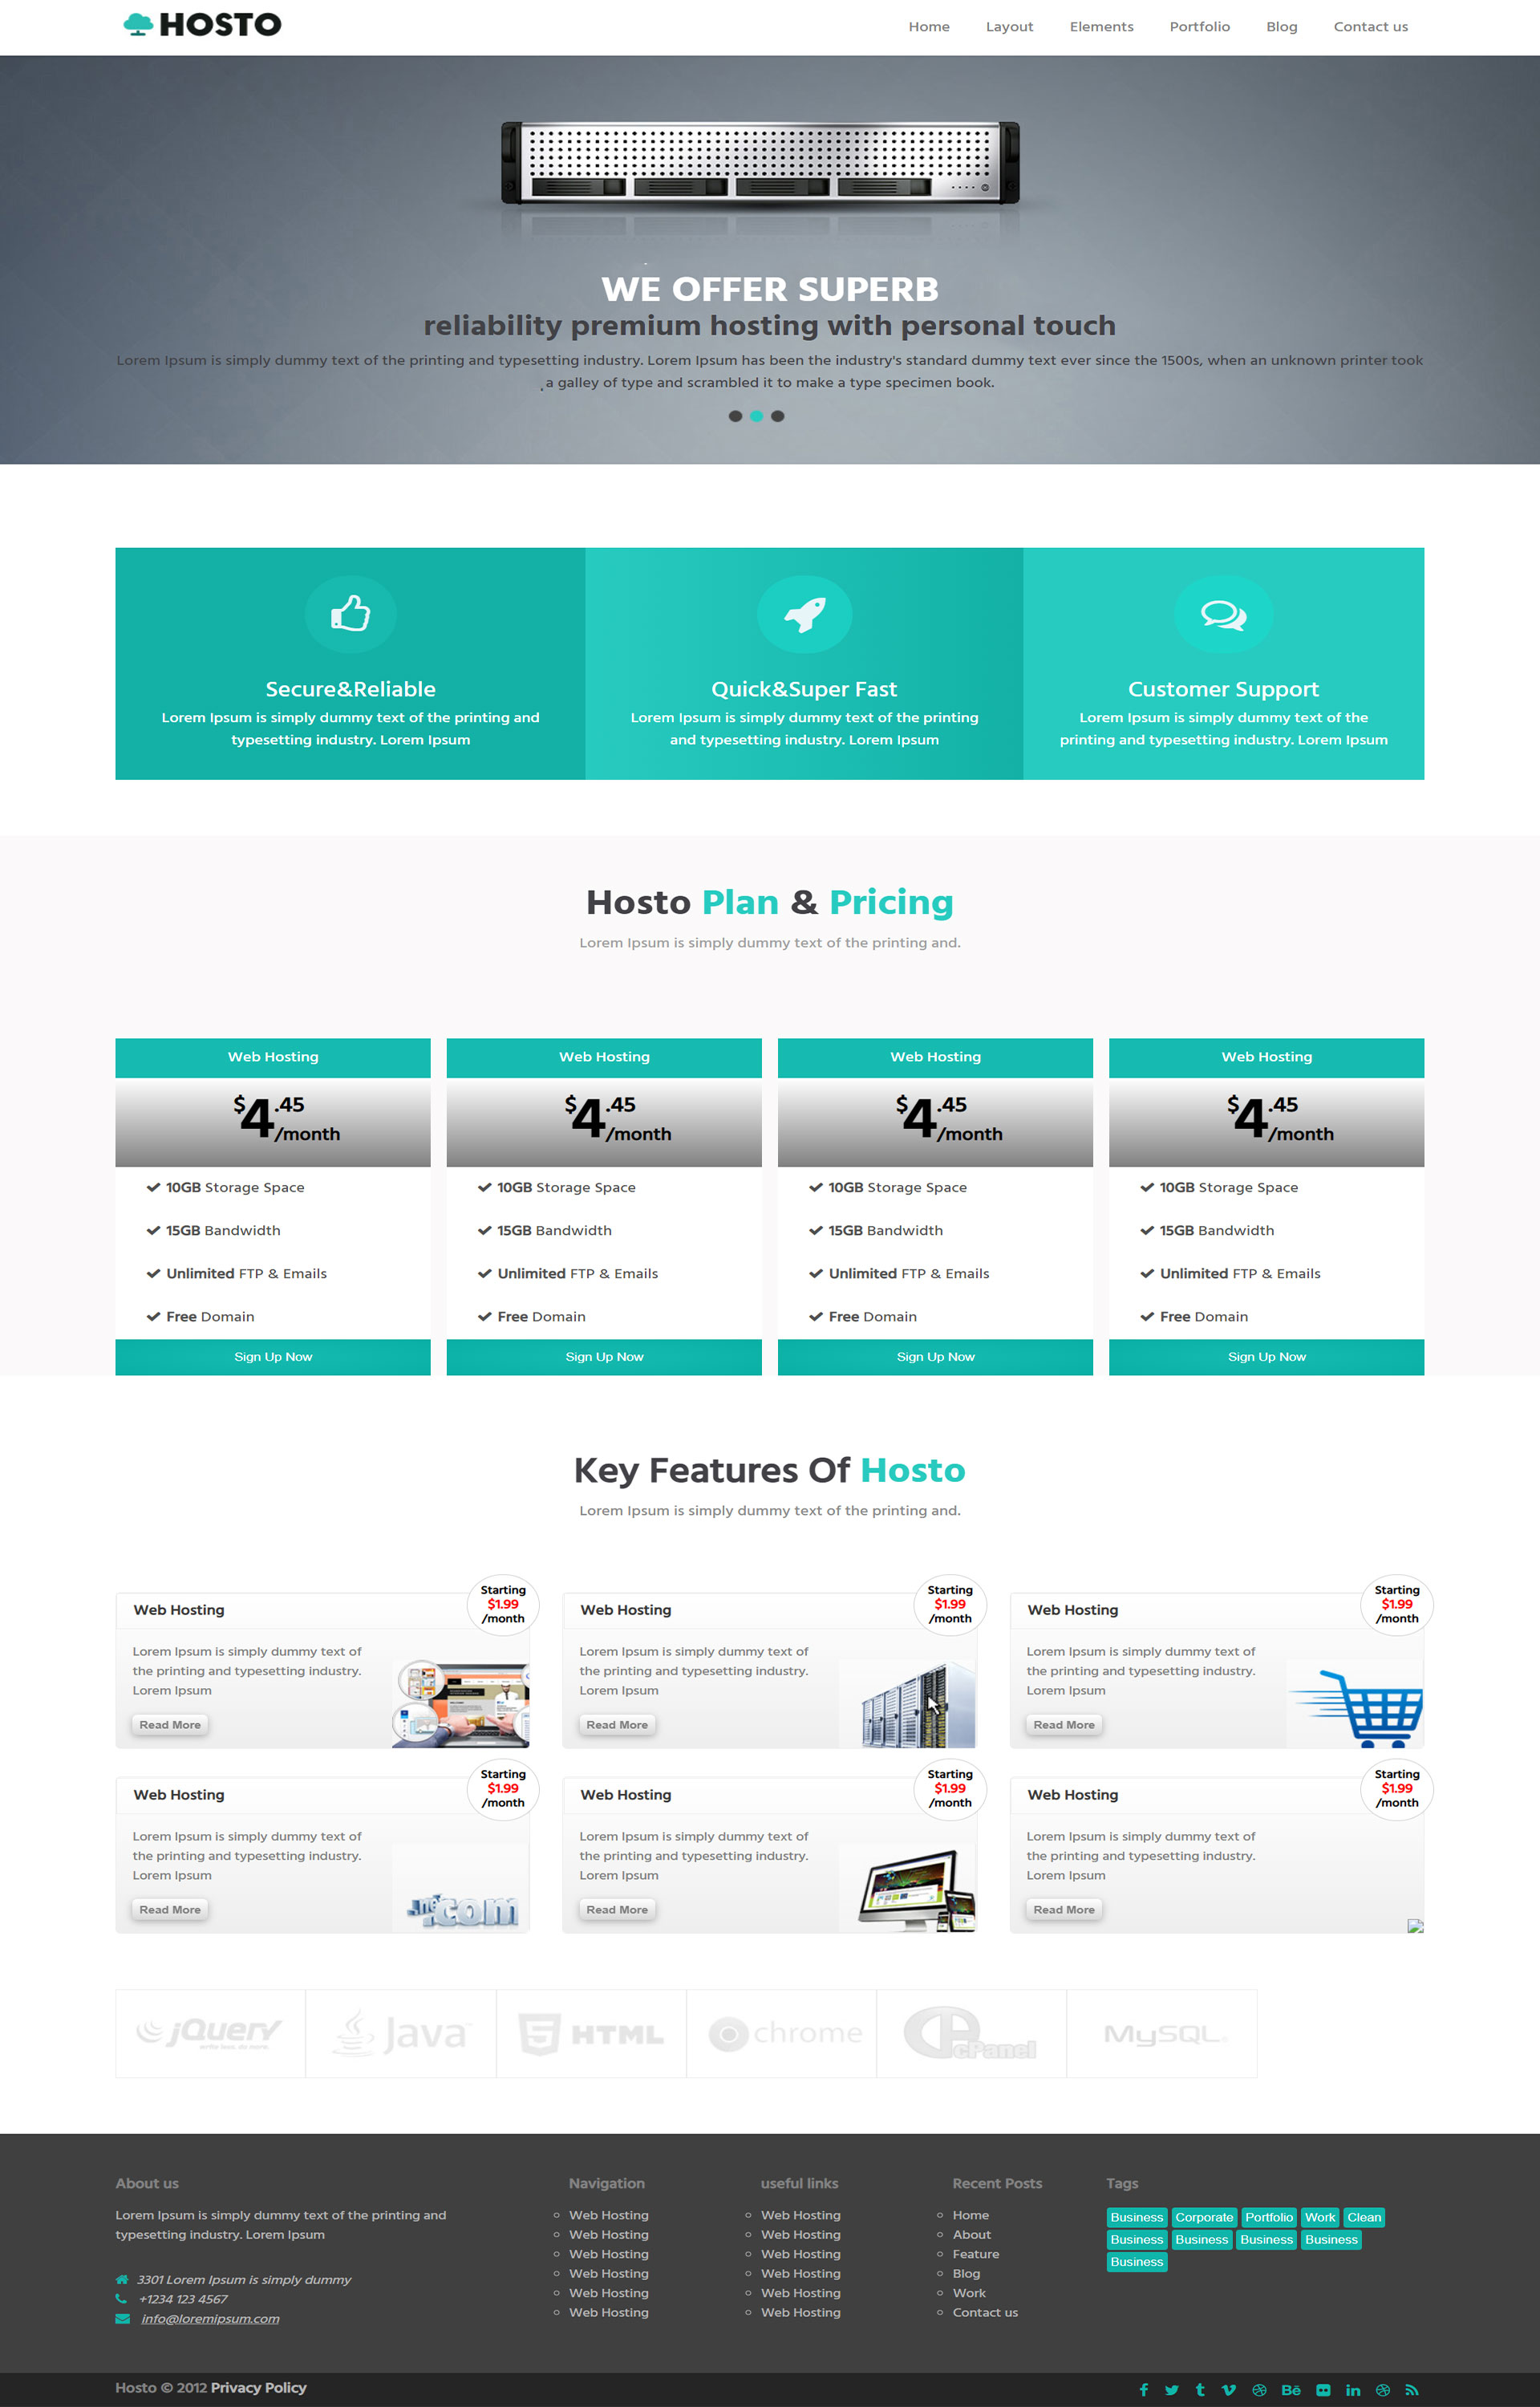 HOSTO
Home Layout Elements Portfolio Blog Contact us
WE OFFER SUPERB
reliability premium hosting with personal touch
Lorem Ipsum is simply dummy text of the printing and typesetting industry. Lorem Ipsum has been the industry's standard dummy text ever since the 1500s, when an unknown printer took
a galley of type and scrambled it to make a type specimen book.
Secure&Reliable
Lorem Ipsum is simply dummy text of the printing and
typesetting industry. Lorem Ipsum
Quick&Super Fast
Lorem Ipsum is simply dummy text of the printing
and typesetting industry. Lorem Ipsum
Customer Support
Lorem Ipsum is simply dummy text of the
printing and typesetting industry. Lorem Ipsum
Hosto Plan & Pricing
Lorem Ipsum is simply dummy text of the printing and.
Web Hosting
$4.45
/month
10GB Storage Space
15GB Bandwidth
Unlimited FTP & Emails
Free Domain
Sign Up Now
Web Hosting
$4.45
/month
10GB Storage Space
15GB Bandwidth
Unlimited FTP & Emails
Free Domain
Sign Up Now
Web Hosting
$4.45
/month
10GB Storage Space
15GB Bandwidth
Unlimited FTP & Emails
Free Domain
Sign Up Now
Web Hosting
$4.45
/month
10GB Storage Space
15GB Bandwidth
Unlimited FTP & Emails
Free Domain
Sign Up Now
Key Features Of Hosto
Lorem Ipsum is simply dummy text of the printing and.
Web Hosting
Starting
$1.99
/month
Lorem Ipsum is simply dummy text of
the printing and typesetting industry.
Lorem Ipsum
Read More
Web Hosting
Starting
$1.99
/month
Lorem Ipsum is simply dummy text of
the printing and typesetting industry.
Lorem Ipsum
Read More
Web Hosting
Starting
$1.99
/month
Lorem Ipsum is simply dummy text of
the printing and typesetting industry.
Lorem Ipsum
Read More
Web Hosting
Starting
$1.99
/month
Lorem Ipsum is simply dummy text of
the printing and typesetting industry.
Lorem Ipsum
Read More
.net
.com
Web Hosting
Starting
$1.99
/month
Lorem Ipsum is simply dummy text of
the printing and typesetting industry.
Lorem Ipsum
Read More
Web Hosting
Starting
$1.99
/month
Lorem Ipsum is simply dummy text of
the printing and typesetting industry.
Lorem Ipsum
Read More
jQuery
write less, do more.
Java™
5 HTML
chrome
cPanel
MySQL®
About us
Lorem Ipsum is simply dummy text of the printing and
typesetting industry. Lorem Ipsum
3301 Lorem Ipsum is simply dummy
+1234 123 4567
info@loremipsum.com
Navigation
Web Hosting
Web Hosting
Web Hosting
Web Hosting
Web Hosting
Web Hosting
useful links
Web Hosting
Web Hosting
Web Hosting
Web Hosting
Web Hosting
Web Hosting
Recent Posts
Home
About
Feature
Blog
Work
Contact us
Tags
Business Corporate Portfolio Work Clean
Business Business Business Business
Business
Hosto © 2012 Privacy Policy